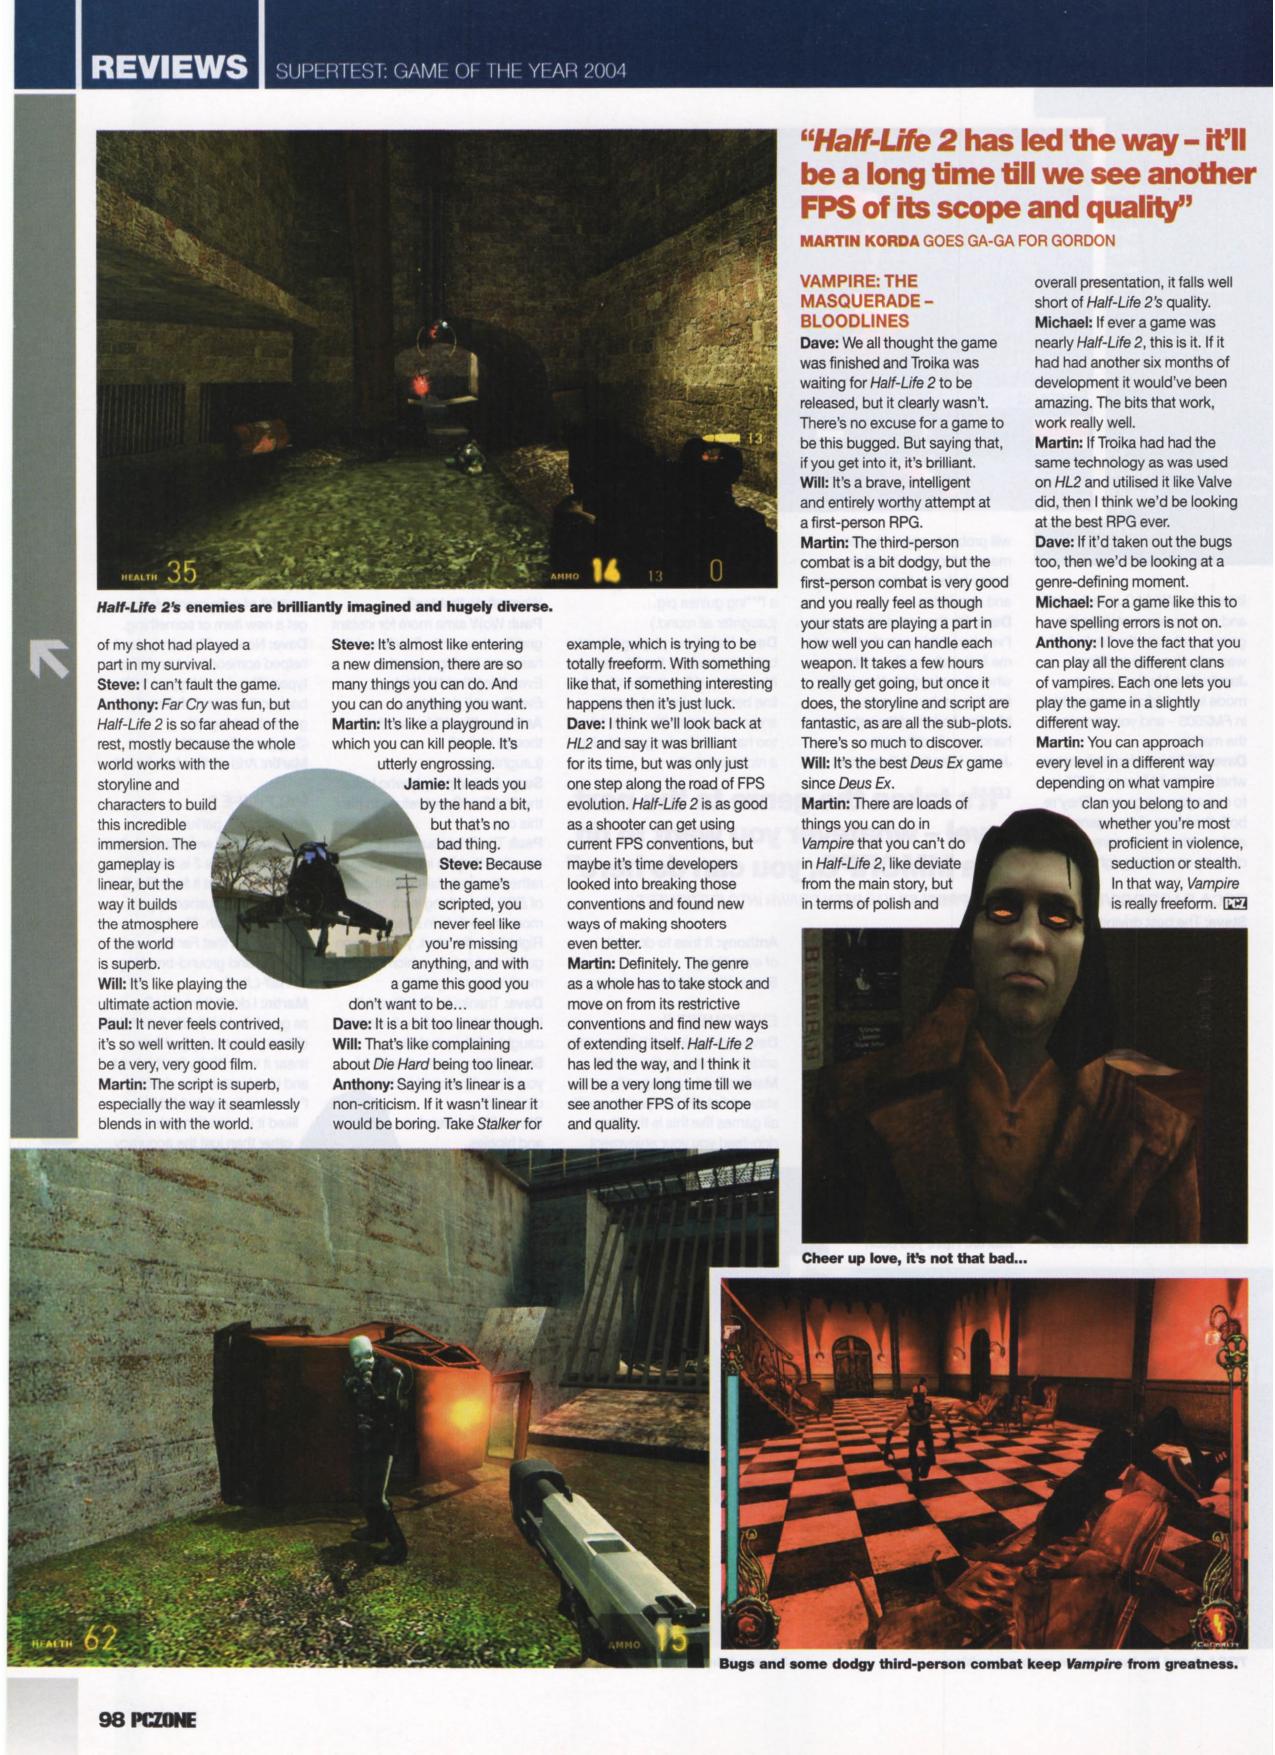 REVIEWS
SUPERTEST: GAME OF THE YEAR 2004
HEALTH 35
AMMO 16 13 0
13
Half-Life 2's enemies are brilliantly imagined and hugely diverse.
of my shot had played a
part in my survival.
Steve: I can't fault the game.
Anthony: Far Cry was fun, but
Half-Life 2 is so far ahead of the
rest, mostly because the whole
world works with the
storyline and
characters to build
this incredible
immersion. The
gameplay is
linear, but the
way it builds
the atmosphere
of the world
is superb.
Will: It's like playing the
ultimate action movie.
Paul: It never feels contrived,
it's so well written. It could easily
be a very, very good film.
Martin: The script is superb,
especially the way it seamlessly
blends in with the world.
Steve: It's almost like entering
a new dimension, there are so
many things you can do. And
you can do anything you want.
Martin: It's like a playground in
which you can kill people. It's
utterly engrossing.
Jamie: It leads you
by the hand a bit,
but that's no
bad thing.
Steve: Because
the game's
scripted, you
never feel like
you're missing
anything, and with
a game this good you
don't want to be...
Dave: It is a bit too linear though.
Will: That's like complaining
about Die Hard being too linear.
Anthony: Saying it's linear is a
non-criticism. If it wasn't linear it
would be boring. Take Stalker for
example, which is trying to be
totally freeform. With something
like that, if something interesting
happens then it's just luck.
Dave: I think we'll look back at
HL2 and say it was brilliant
for its time, but was only just
one step along the road of FPS
evolution. Half-Life 2 is as good
as a shooter can get using
current FPS conventions, but
maybe it's time developers
looked into breaking those
conventions and found new
ways of making shooters
even better.
Martin: Definitely. The genre
as a whole has to take stock and
move on from its restrictive
conventions and find new ways
of extending itself. Half-Life 2
has led the way, and I think it
will be a very long time till we
see another FPS of its scope
and quality.
"Half-Life 2 has led the way – it'll
be a long time till we see another
FPS of its scope and quality"
MARTIN KORDA GOES GA-GA FOR GORDON
VAMPIRE: THE
MASQUERADE –
BLOODLINES
Dave: We all thought the game
was finished and Troika was
waiting for Half-Life 2 to be
released, but it clearly wasn't.
There's no excuse for a game to
be this bugged. But saying that,
if you get into it, it's brilliant.
Will: It's a brave, intelligent
and entirely worthy attempt at
a first-person RPG.
Martin: The third-person
combat is a bit dodgy, but the
first-person combat is very good
and you really feel as though
your stats are playing a part in
how well you can handle each
weapon. It takes a few hours
to really get going, but once it
does, the storyline and script are
fantastic, as are all the sub-plots.
There's so much to discover.
Will: It's the best Deus Ex game
since Deus Ex.
Martin: There are loads of
things you can do in
Vampire that you can't do
in Half-Life 2, like deviate
from the main story, but
in terms of polish and
overall presentation, it falls well
short of Half-Life 2's quality.
Michael: If ever a game was
nearly Half-Life 2, this is it. If it
had had another six months of
development it would've been
amazing. The bits that work,
work really well.
Martin: If Troika had had the
same technology as was used
on HL2 and utilised it like Valve
did, then I think we'd be looking
at the best RPG ever.
Dave: If it'd taken out the bugs
too, then we'd be looking at a
genre-defining moment.
Michael: For a game like this to
have spelling errors is not on.
Anthony: I love the fact that you
can play all the different clans
of vampires. Each one lets you
play the game in a slightly
different way.
Martin: You can approach
every level in a different way
depending on what vampire
clan you belong to and
whether you're most
proficient in violence,
seduction or stealth.
In that way, Vampire
is really freeform. PCZ
Cheer up love, it's not that bad...
HEALTH 62
AMMO 15
Bugs and some dodgy third-person combat keep Vampire from greatness.
98 PCZONE